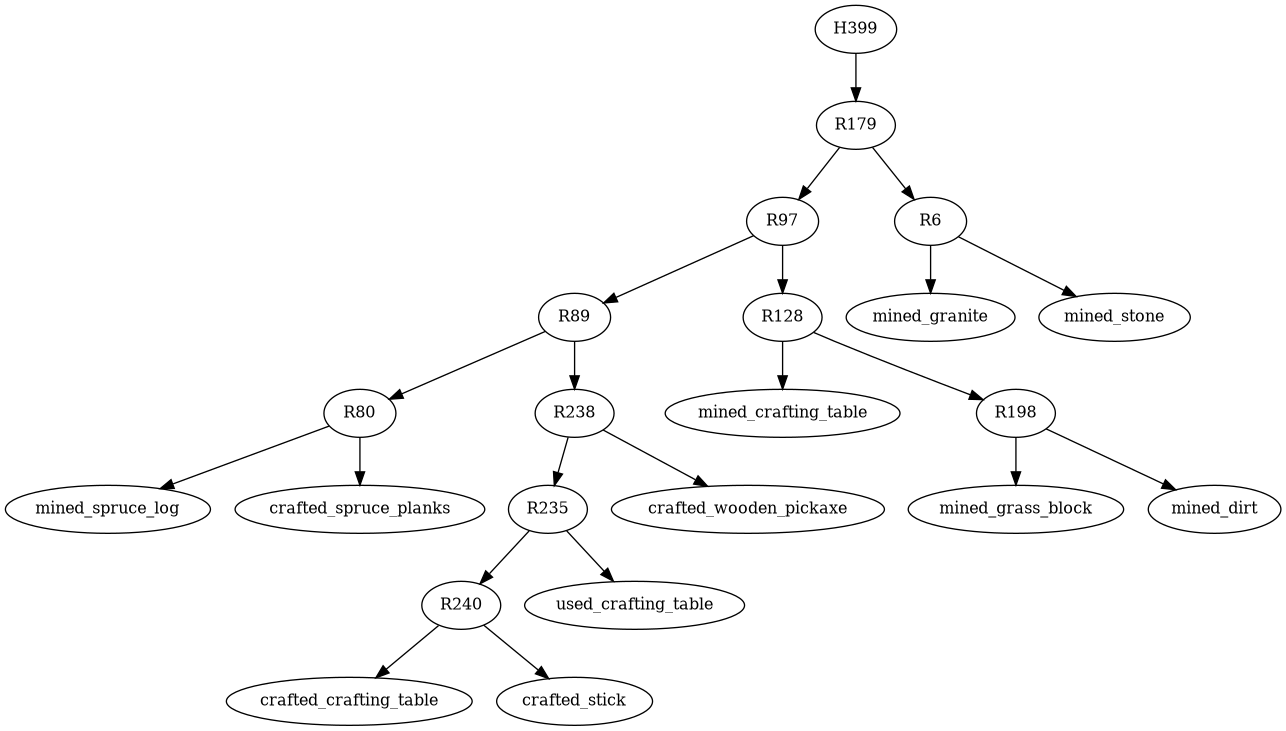 H399
R179
R97
R6
R89
R128
mined_granite
mined_stone
R80
R238
mined_crafting_table
R198
mined_spruce_log
crafted_spruce_planks
R235
crafted_wooden_pickaxe
mined_grass_block
mined_dirt
R240
used_crafting_table
crafted_crafting_table
crafted_stick